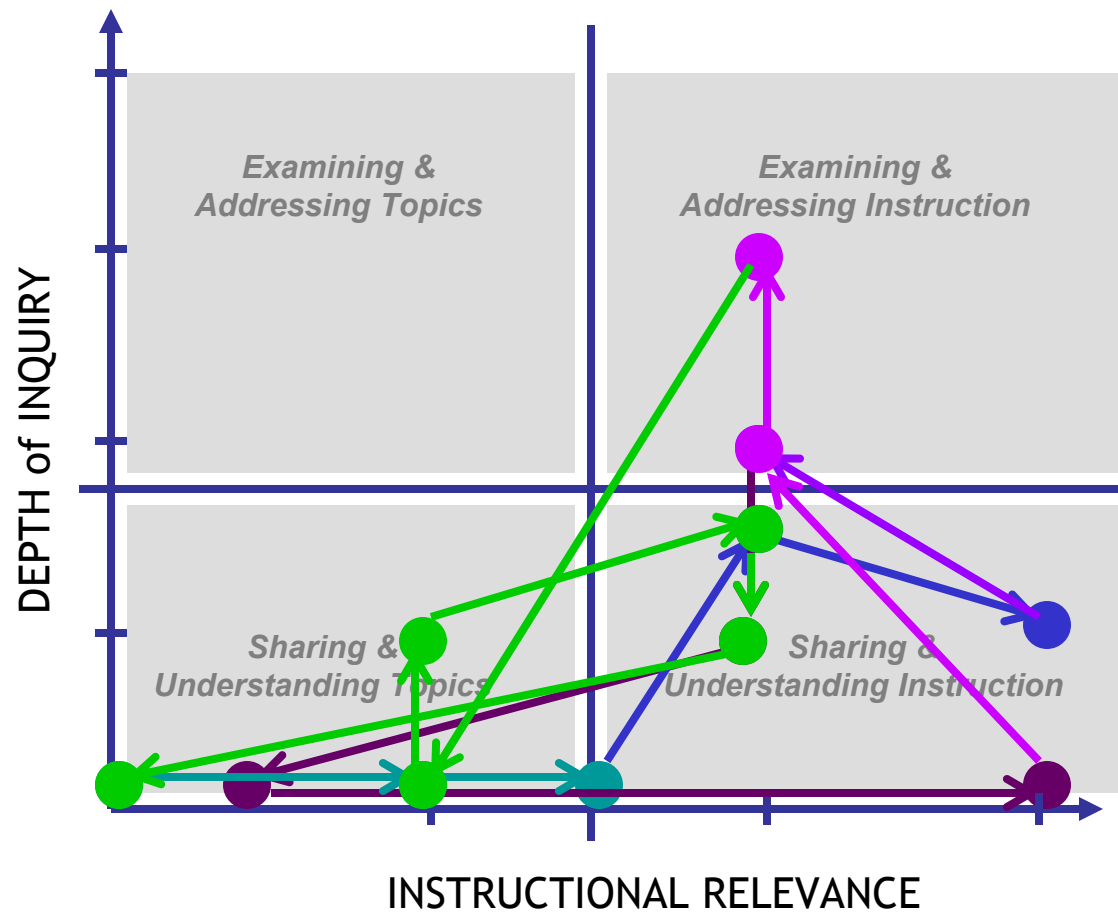 Examining &
Addressing Topics
Examining &
Addressing Instruction
DEPTH of INQUIRY
Sharing &
Understanding Topics
Sharing &
Understanding Instruction
INSTRUCTIONAL RELEVANCE